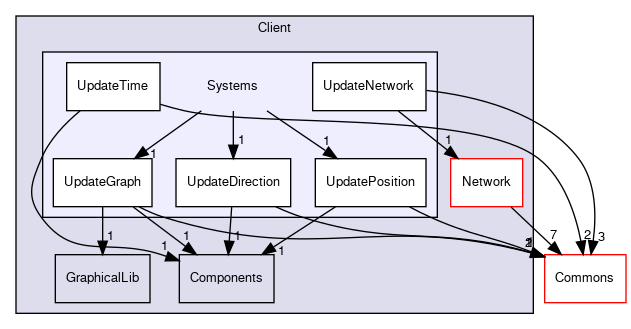 Client
UpdateTime
Systems
UpdateNetwork
1
1
1
1
UpdateGraph
UpdateDirection
UpdatePosition
Network
1
1
1
1
1
7
2
3
GraphicalLib
Components
Commons